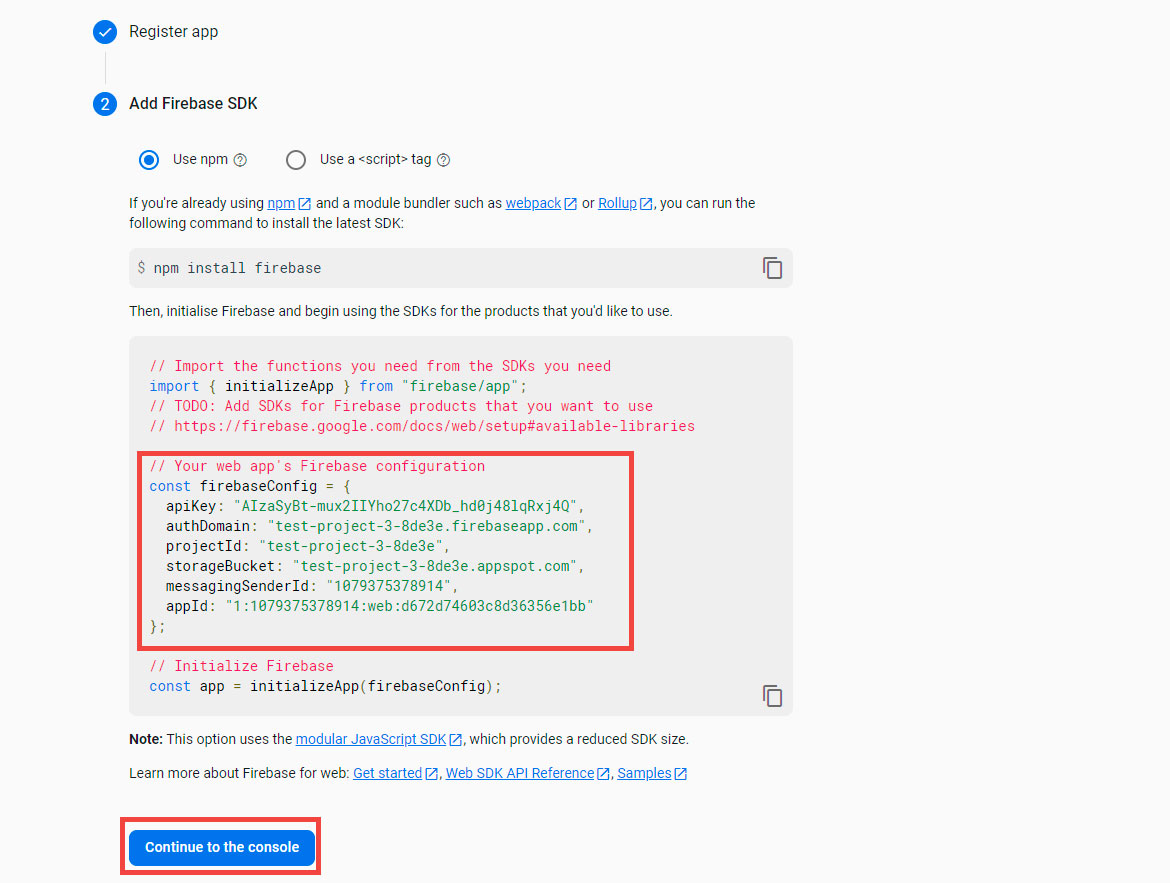 Register app
2 Add Firebase SDK
Use npm Use a <script> tag
If you're already using npm and a module bundler such as webpack or Rollup, you can run the
following command to install the latest SDK:
$ npm install firebase
Then, initialise Firebase and begin using the SDKs for the products that you'd like to use.
// Import the functions you need from the SDKs you need
import { initializeApp } from "firebase/app";
// TODO: Add SDKs for Firebase products that you want to use
// https://firebase.google.com/docs/web/setup#available-libraries
// Your web app's Firebase configuration
const firebaseConfig = {
apiKey: "AIzaSyBt-mux2IIYho27c4XDb_hd0j48lqRxj4Q",
authDomain: "test-project-3-8de3e.firebaseapp.com",
projectId: "test-project-3-8de3e",
storageBucket: "test-project-3-8de3e.appspot.com",
messagingSenderId: "1079375378914",
appId: "1:1079375378914:web:d672d74603c8d36356e1bb"
};
// Initialize Firebase
const app = initializeApp(firebaseConfig);
Note: This option uses the modular JavaScript SDK, which provides a reduced SDK size.
Learn more about Firebase for web: Get started, Web SDK API Reference, Samples
Continue to the console